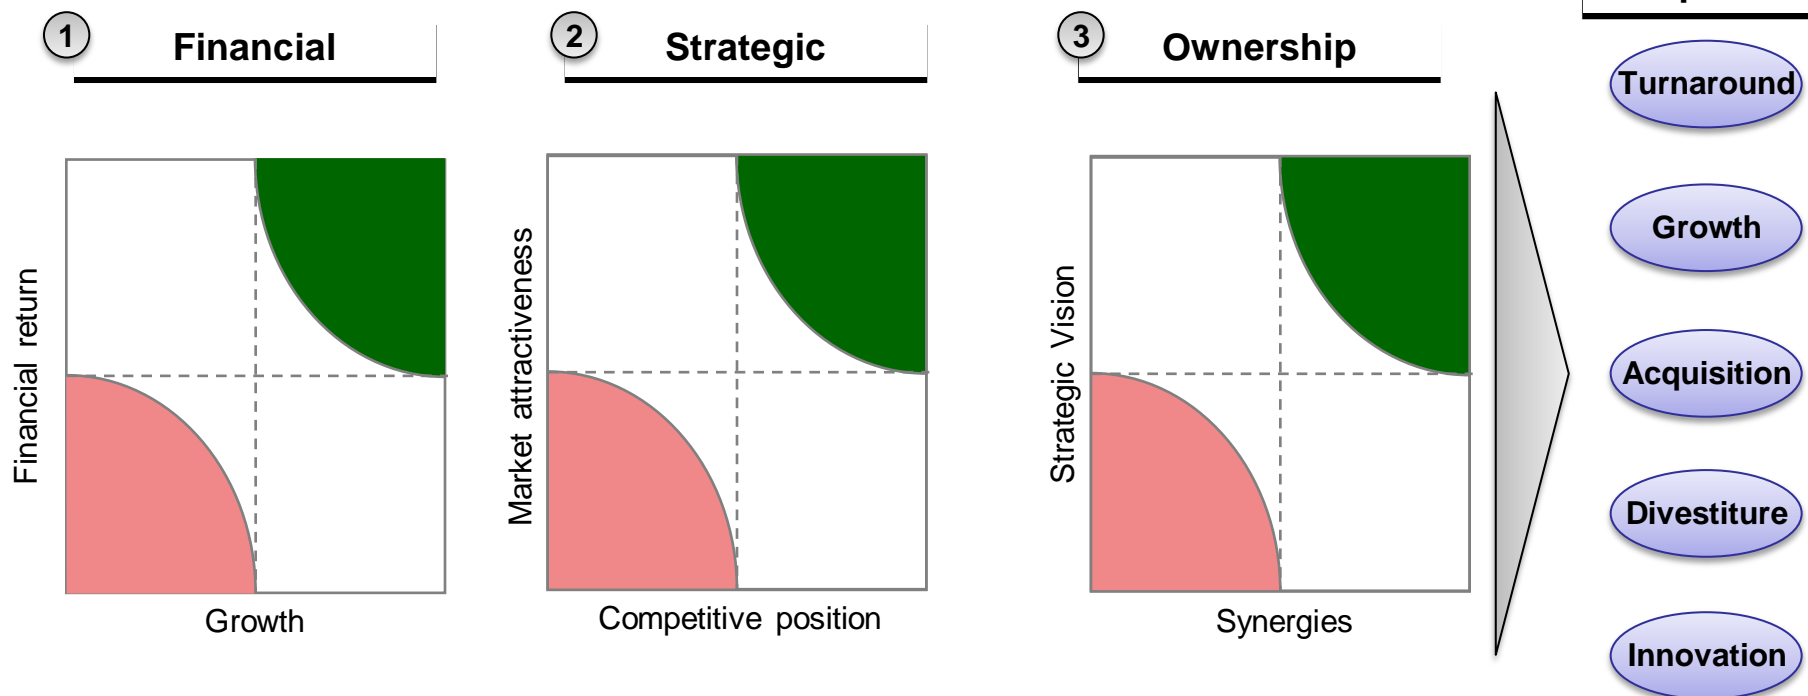 1
Financial
2
Strategic
3
Ownership
Financial return
Growth
Market attractiveness
Competitive position
Strategic Vision
Synergies
Turnaround
Growth
Acquisition
Divestiture
Innovation